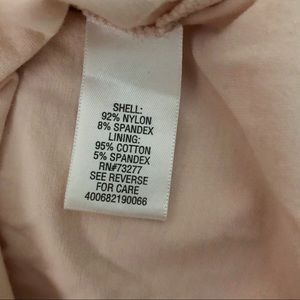 SHELL:
92% NYLON
8% SPANDEX
LINING:
95% COTTON
5% SPANDEX
RN#73277
SEE REVERSE
FOR CARE
400682190066